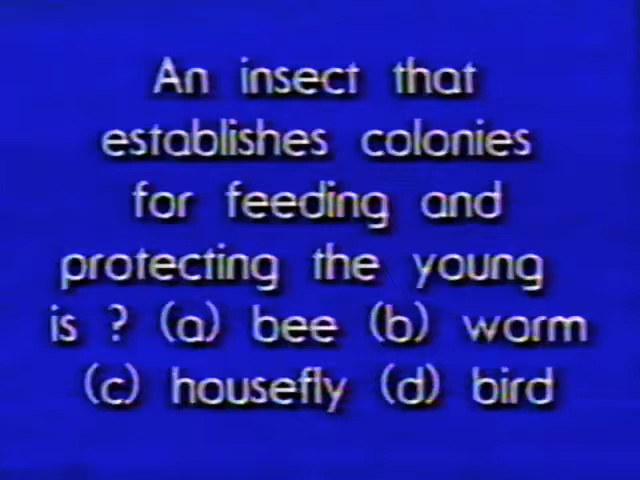 An insect that
establishes colonies
for feeding and
protecting the young
is ? (a) bee (b) worm
(c) housefly (d) bird